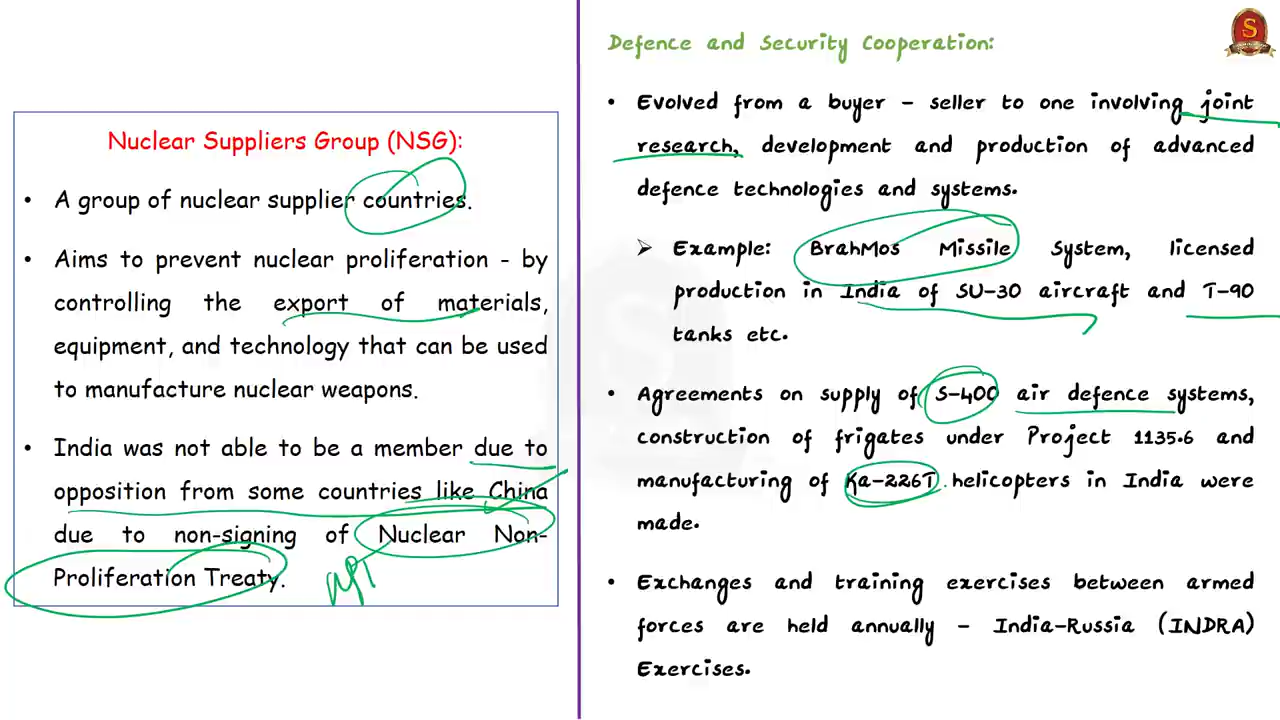 Nuclear Suppliers Group (NSG):
• A group of nuclear supplier countries.
• Aims to prevent nuclear proliferation - by
controlling the export of materials,
equipment, and technology that can be used
to manufacture nuclear weapons.
• India was not able to be a member due to
opposition from some countries like China
due to non-signing of Nuclear Non-
Proliferation Treaty.
Defence and Security Cooperation:
• Evolved from a buyer – seller to one involving joint
research, development and production of advanced
defence technologies and systems.
➢ Example: BrahMos Missile System, licensed
production in India of SU-30 aircraft and T-90
tanks etc.
• Agreements on supply of S-400 air defence systems,
construction of frigates under Project 1135.6 and
manufacturing of Ka-226T helicopters in India were
made.
• Exchanges and training exercises between armed
forces are held annually – India-Russia (INDRA)
Exercises.
S